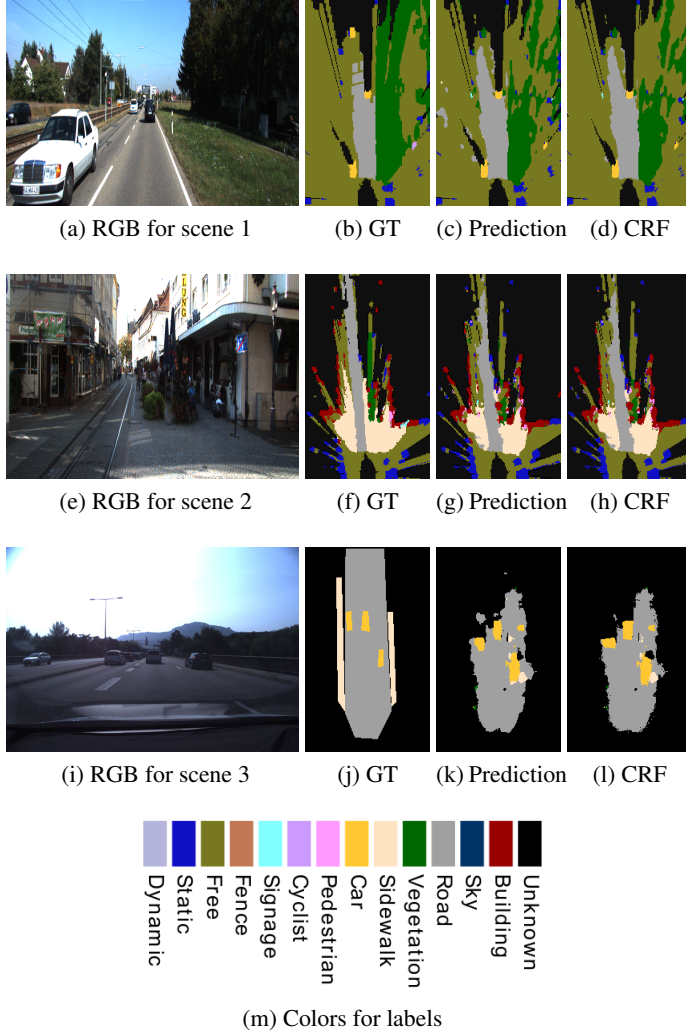 (a) RGB for scene 1
(b) GT
(c) Prediction
(d) CRF
LUNG
(e) RGB for scene 2
(f) GT
(g) Prediction
(h) CRF
(i) RGB for scene 3
(j) GT
(k) Prediction
(l) CRF
Dynamic
Static
Free
Fence
Signage
Cyclist
Pedestrian
Car
Sidewalk
Vegetation
Road
Sky
Building
Unknown
(m) Colors for labels